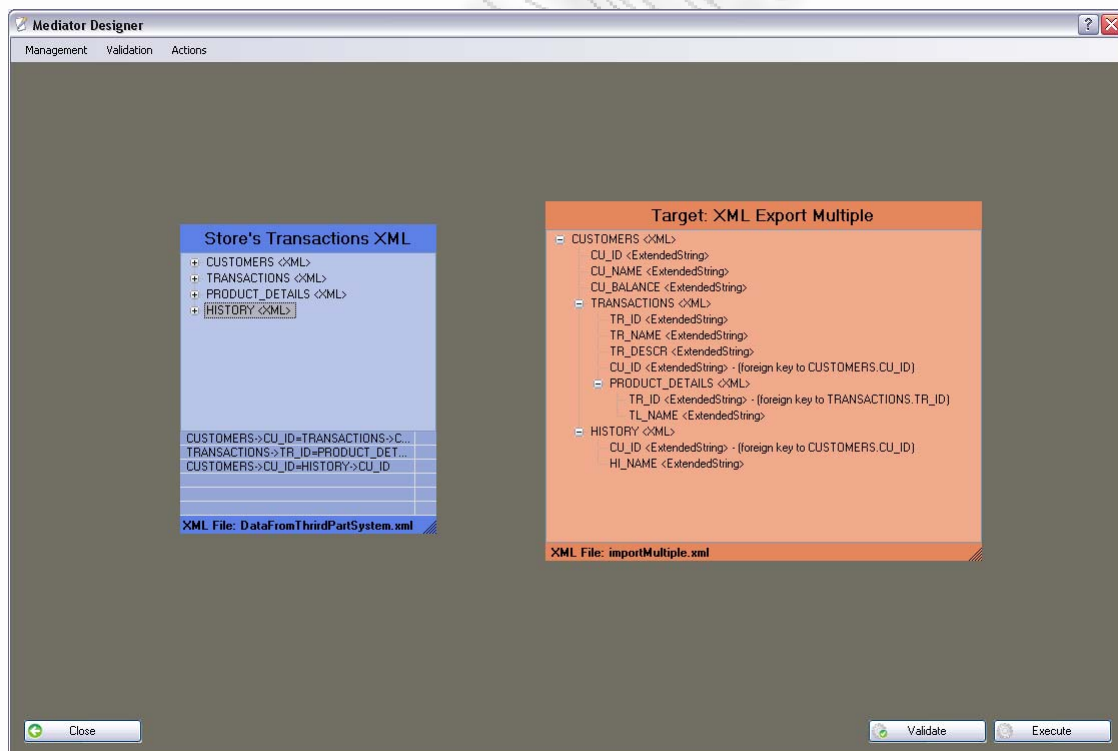 Mediator Designer
Management Validation Actions
Store's Transactions XML
CUSTOMERS <XML>
TRANSACTIONS <XML>
PRODUCT_DETAILS <XML>
HISTORY <XML>
CUSTOMERS->CU_ID=TRANSACTIONS->C...
TRANSACTIONS->TR_ID=PRODUCT_DET...
CUSTOMERS->CU_ID=HISTORY->CU_ID
XML File: DataFromThrirdPartSystem.xml
Target: XML Export Multiple
CUSTOMERS <XML>
CU_ID <ExtendedString>
CU_NAME <ExtendedString>
CU_BALANCE <ExtendedString>
TRANSACTIONS <XML>
TR_ID <ExtendedString>
TR_NAME <ExtendedString>
TR_DESCR <ExtendedString>
CU_ID <ExtendedString> - (foreign key to CUSTOMERS.CU_ID)
PRODUCT_DETAILS <XML>
TR_ID <ExtendedString> - (foreign key to TRANSACTIONS.TR_ID)
TL_NAME <ExtendedString>
HISTORY <XML>
CU_ID <ExtendedString> - (foreign key to CUSTOMERS.CU_ID)
HI_NAME <ExtendedString>
XML File: importMultiple.xml
Close
Validate
Execute